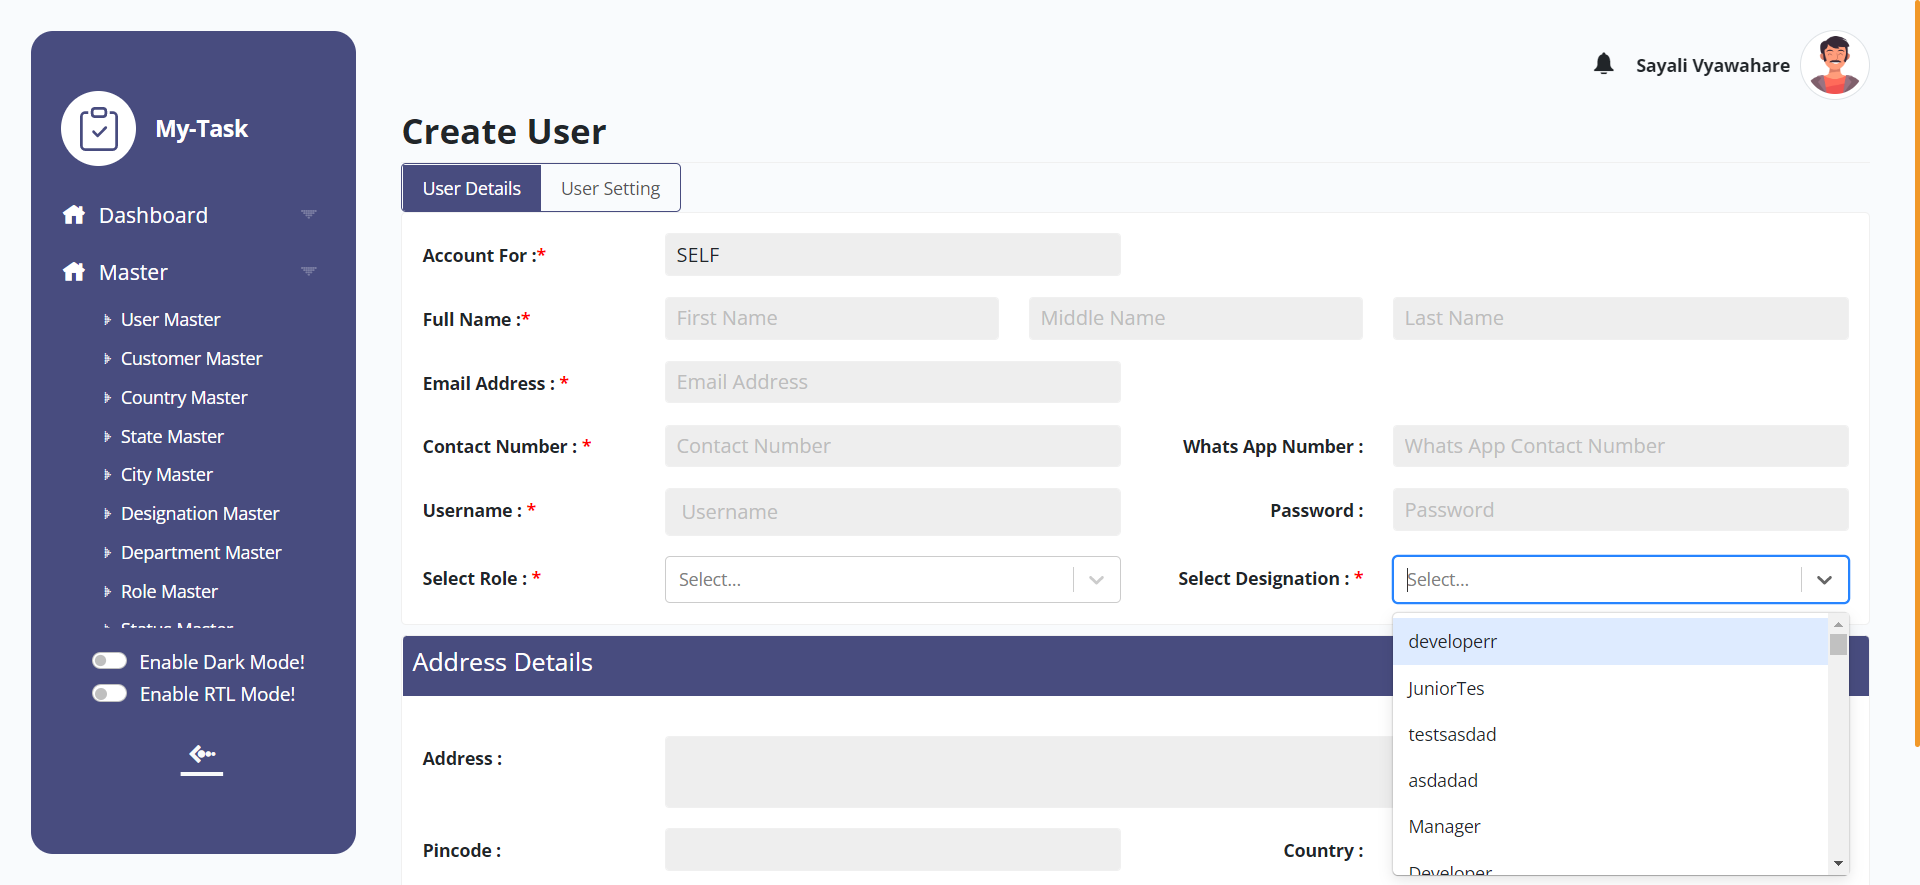 My-Task
Dashboard
Master
User Master
Customer Master
Country Master
State Master
City Master
Designation Master
Department Master
Role Master
Status Master
Enable Dark Mode!
Enable RTL Mode!
Sayali Vyawahare
Create User
User Details User Setting
Account For :* SELF
Full Name :* First Name Middle Name Last Name
Email Address : * Email Address
Contact Number : * Contact Number Whats App Number : Whats App Contact Number
Username : * Username Password : Password
Select Role : * Select... Select Designation : * Select...
developerr
JuniorTes
testsasdad
asdadad
Manager
Developer
Address Details
Address :
Pincode : Country :